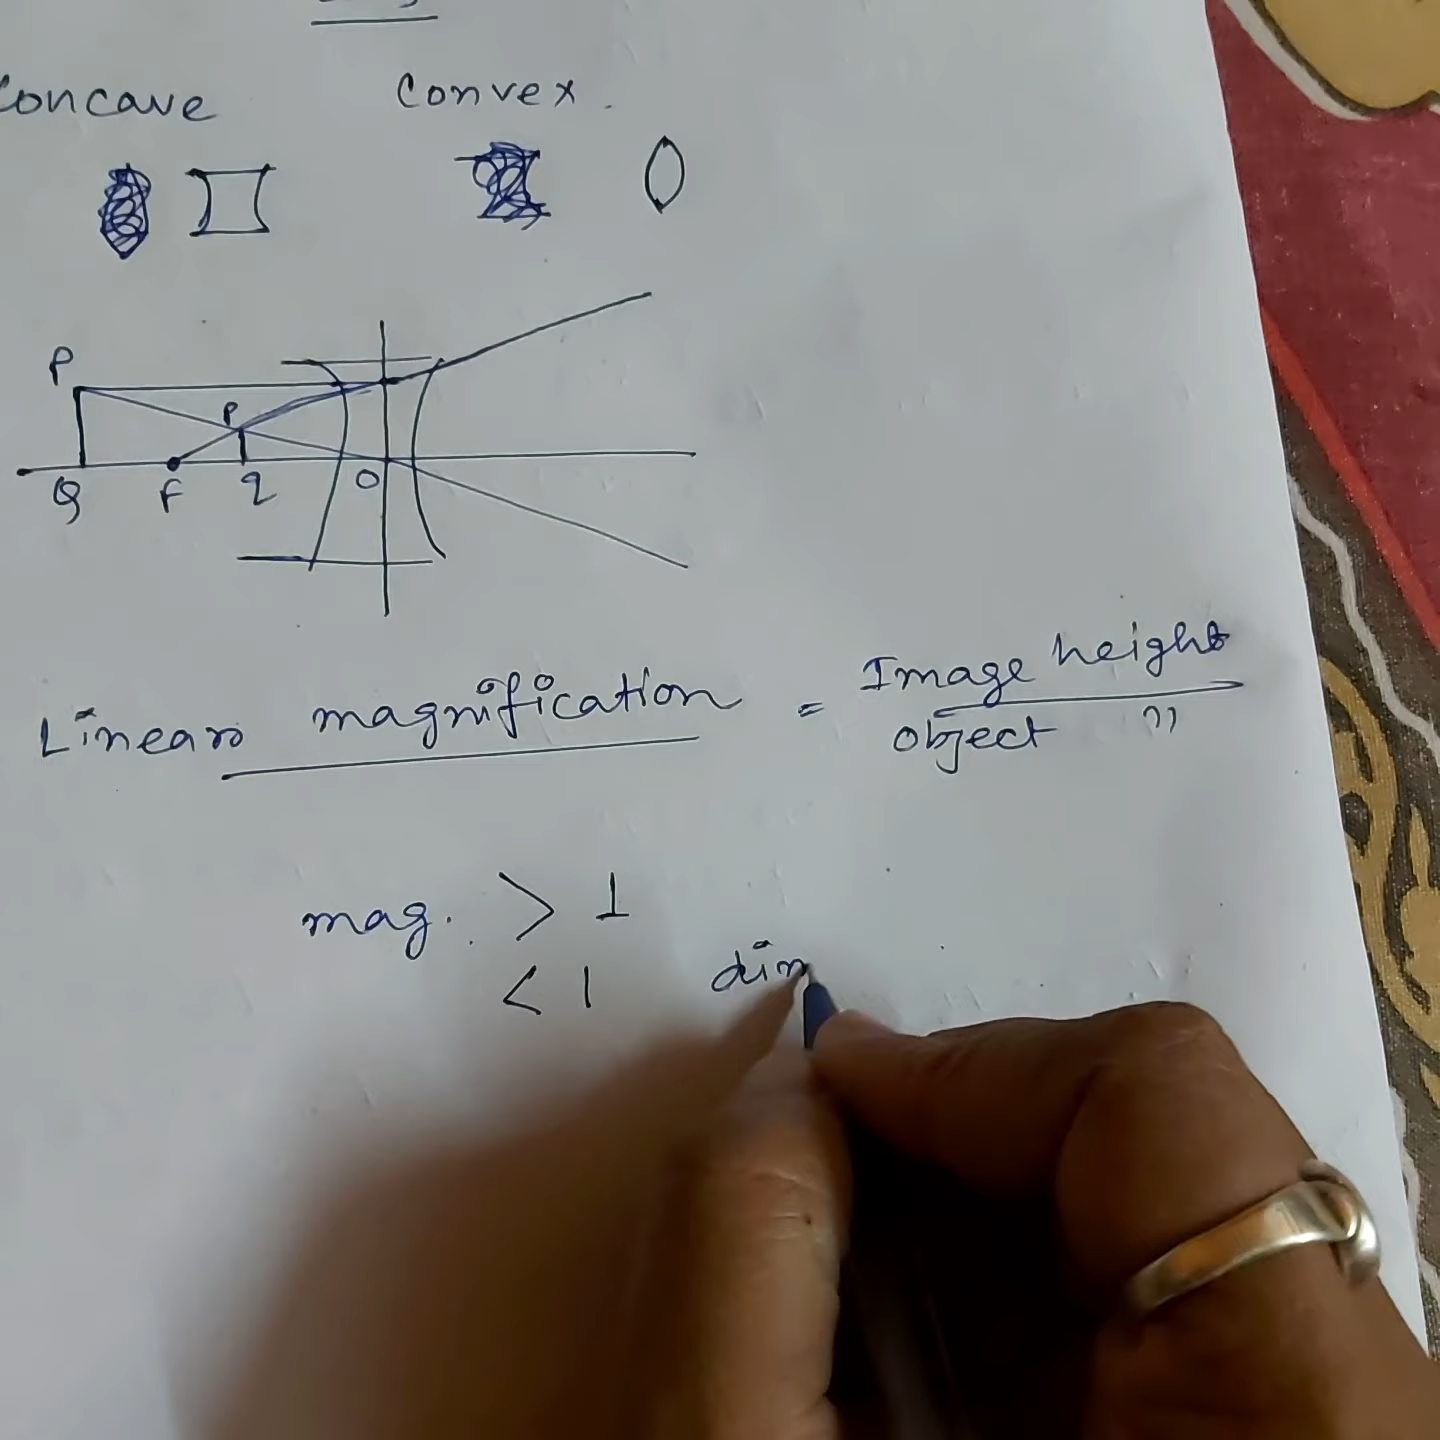 Concave Convex
P
P
Q F q O
Linear magnification = Image height
object "
mag. > 1
< 1 dim